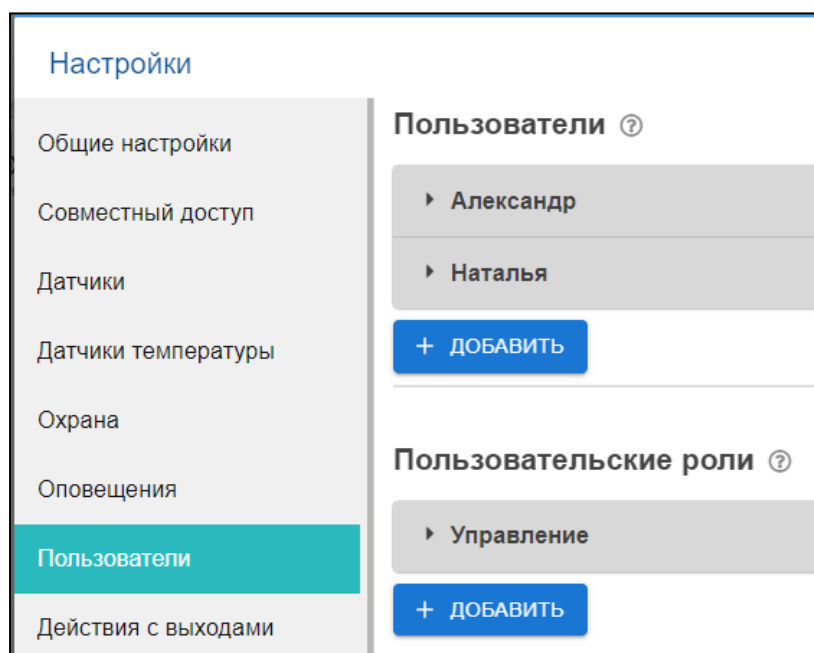 Настройки
Общие настройки
Совместный доступ
Датчики
Датчики температуры
Охрана
Оповещения
Пользователи
Действия с выходами
Пользователи ?
Александр
Наталья
+ ДОБАВИТЬ
Пользовательские роли ?
Управление
+ ДОБАВИТЬ